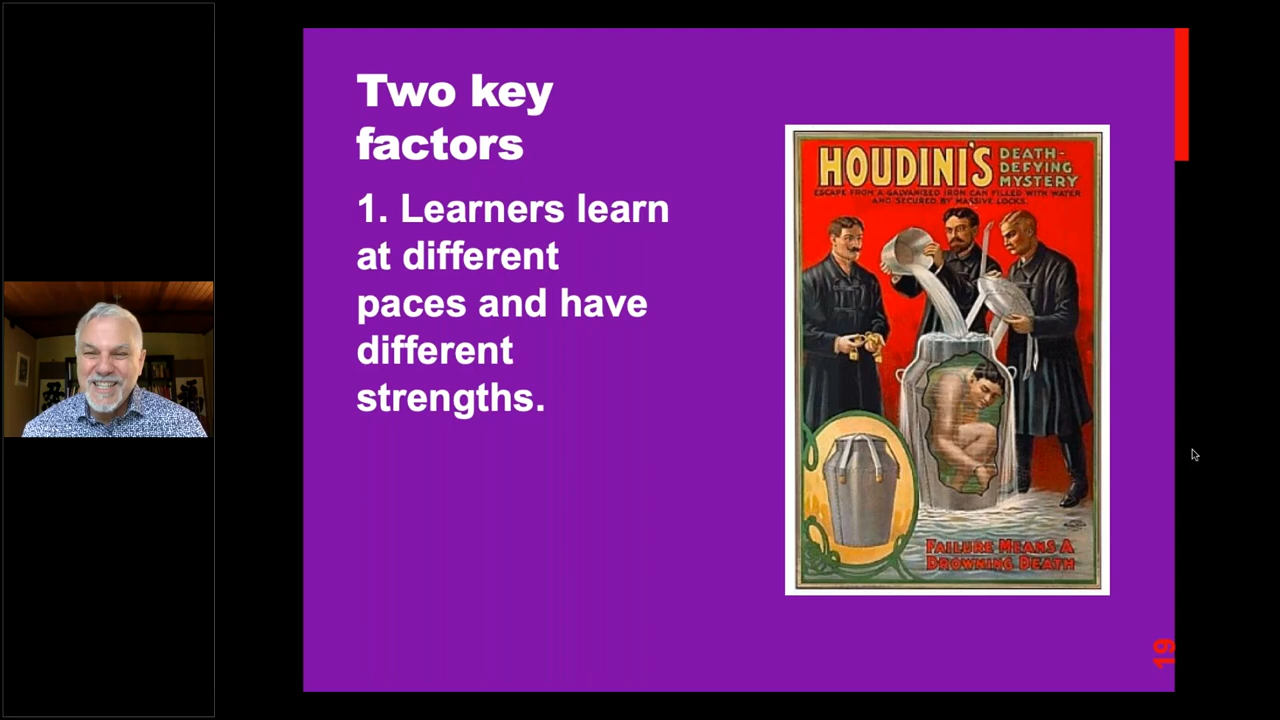 Two key
factors
1. Learners learn
at different
paces and have
different
strengths.
HOUDINI'S
DEATH-
DEFYING
MYSTERY
ESCAPE FROM A GALVANIZED IRON CAN FILLED WITH WATER
AND SECURED BY MASSIVE LOCKS.
FAILURE MEANS A
DROWNING DEATH
19